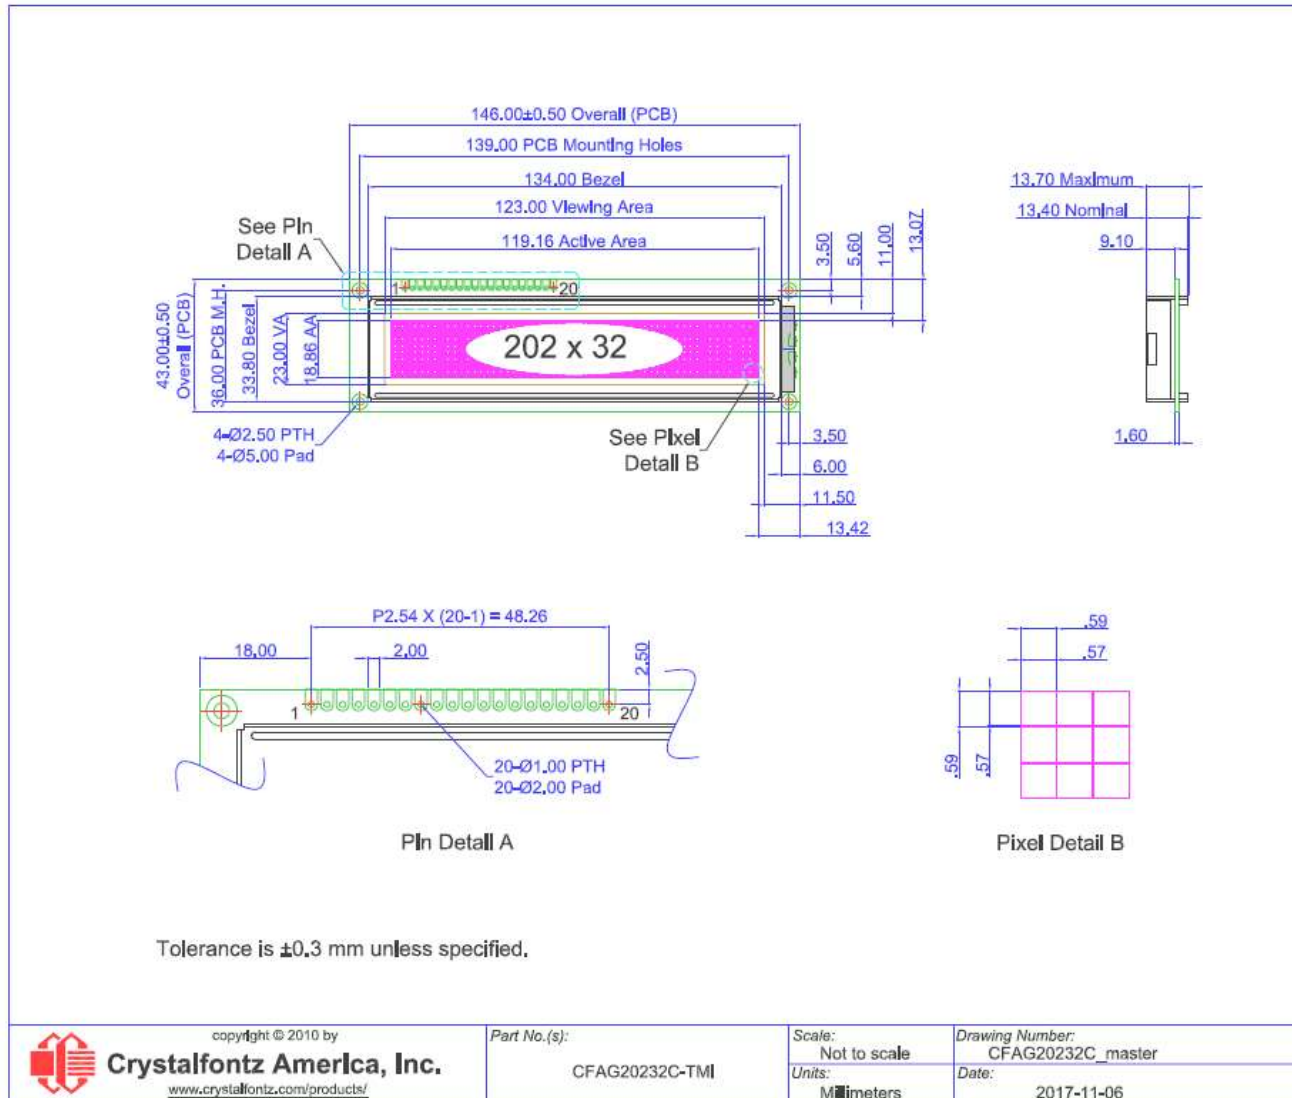 146.00±0.50 Overall (PCB)
139.00 PCB Mounting Holes
134.00 Bezel
123.00 Viewing Area
119.16 Active Area
See Pin
Detail A
3.50
5.60
11.00
13.07
13.70 Maximum
13.40 Nominal
9.10
1
20
43.00±0.50
Overall (PCB)
36.00 PCB M.H.
33.80 Bezel
23.00 VA
18.86 AA
202 x 32
4-Ø2.50 PTH
4-Ø5.00 Pad
See Pixel
Detail B
3.50
6.00
11.50
13.42
1.60
P2.54 X (20-1) = 48.26
18.00
2.00
2.50
1
20
20-Ø1.00 PTH
20-Ø2.00 Pad
Pin Detail A
.59
.57
.59
.57
Pixel Detail B
Tolerance is ±0.3 mm unless specified.
copyright © 2010 by
Crystalfontz America, Inc.
www.crystalfontz.com/products/
Part No.(s):
CFAG20232C-TMI
Scale:
Not to scale
Units:
Millimeters
Drawing Number:
CFAG20232C_master
Date:
2017-11-06